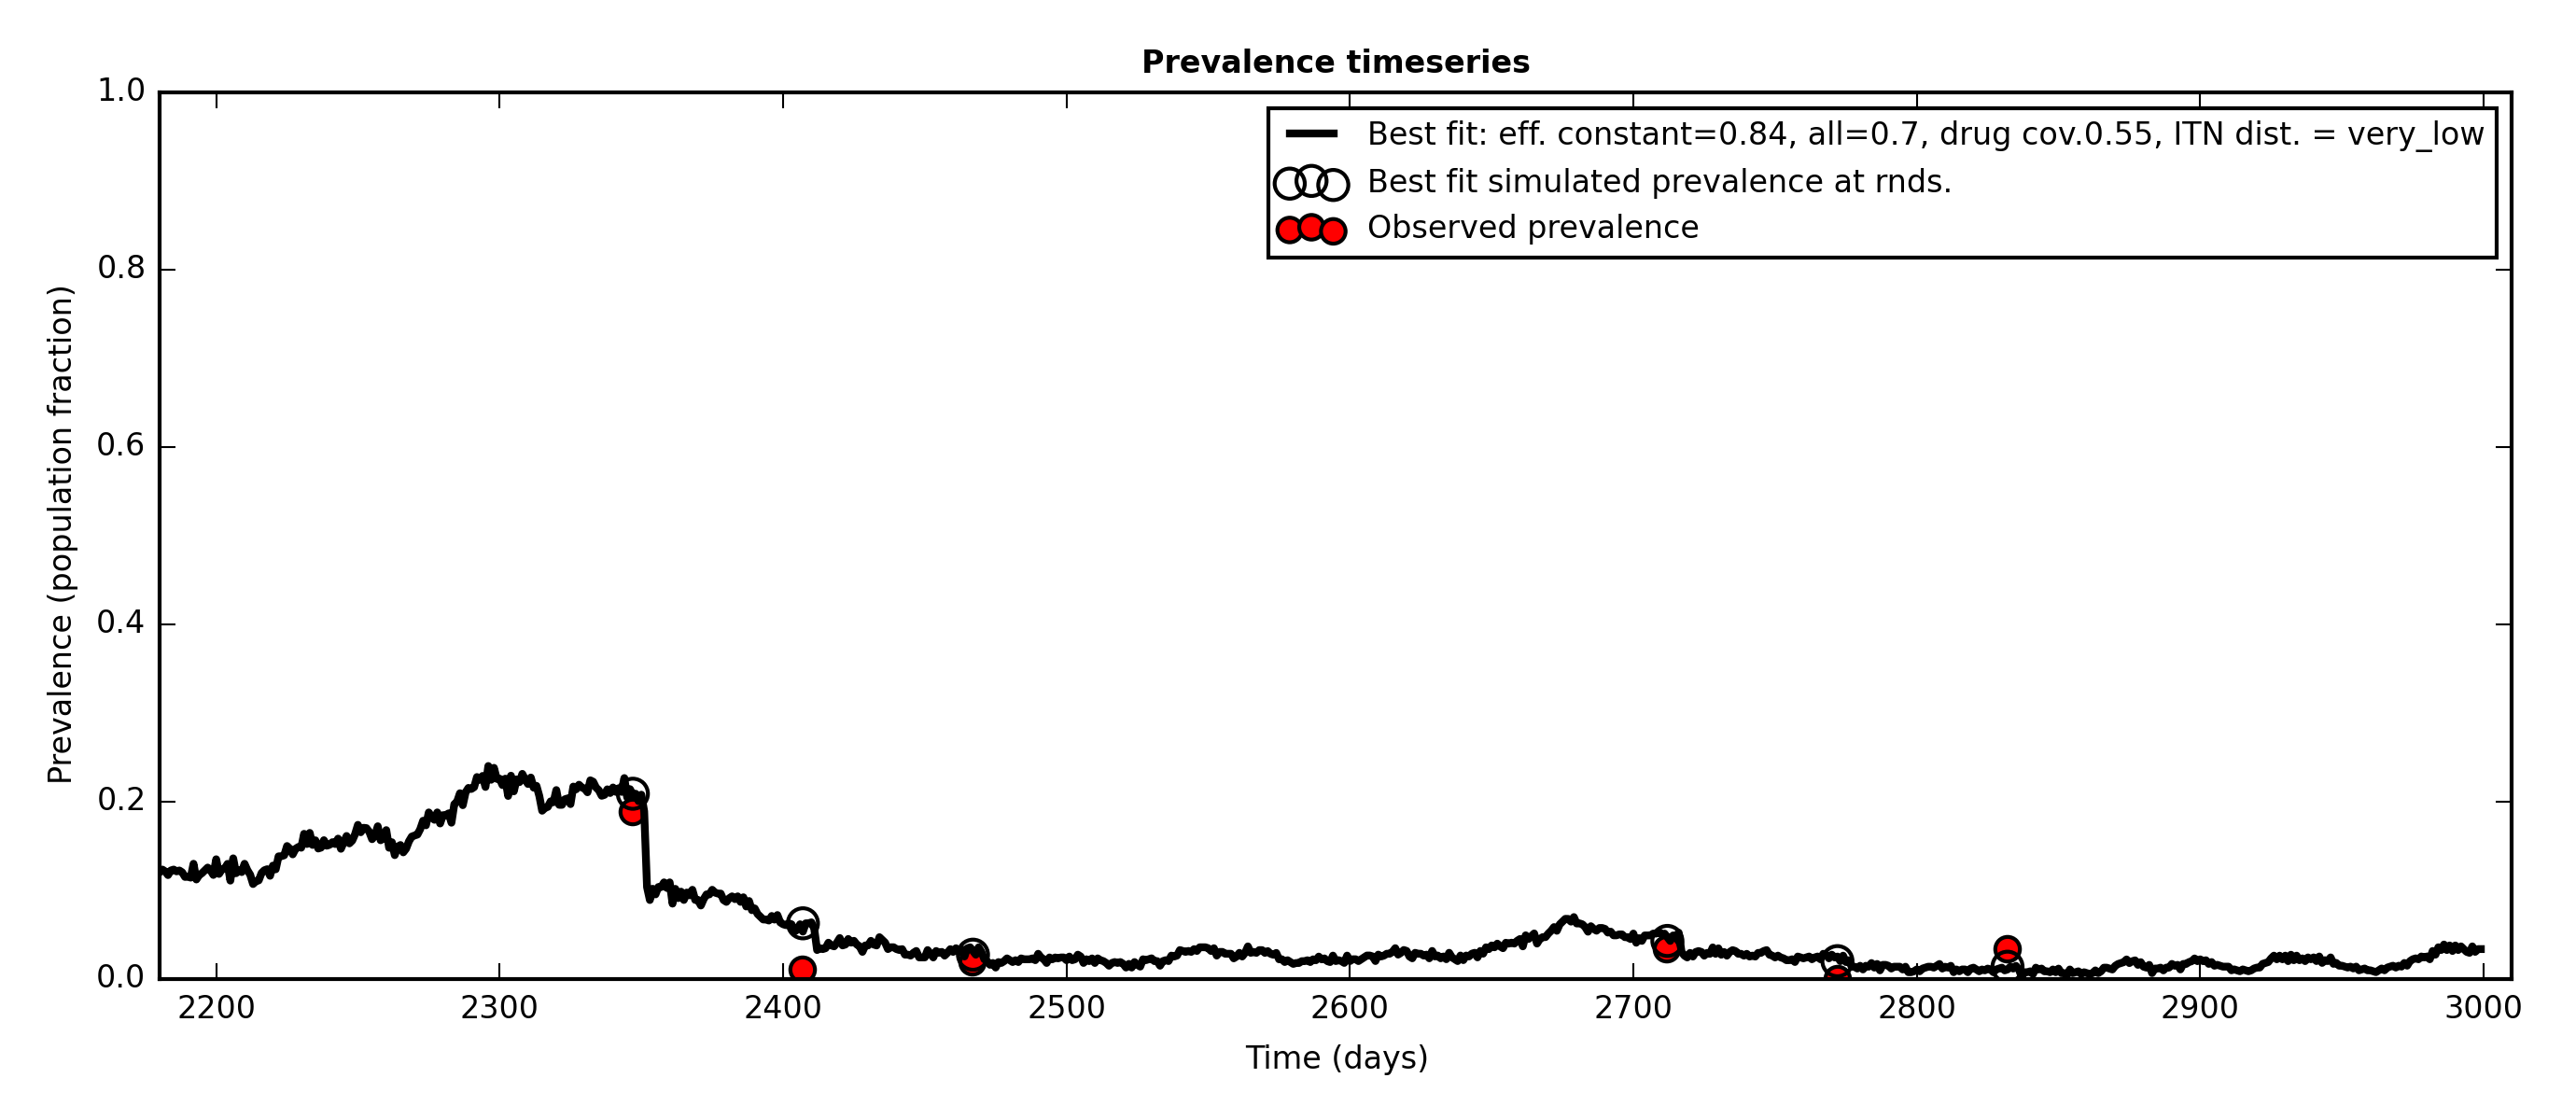 Prevalence timeseries
1.0
0.8
0.6
0.4
0.2
0.0
Prevalence (population fraction)
Best fit: eff. constant=0.84, all=0.7, drug cov.0.55, ITN dist. = very_low
Best fit simulated prevalence at rnds.
Observed prevalence
2200 2300 2400 2500 2600 2700 2800 2900 3000
Time (days)